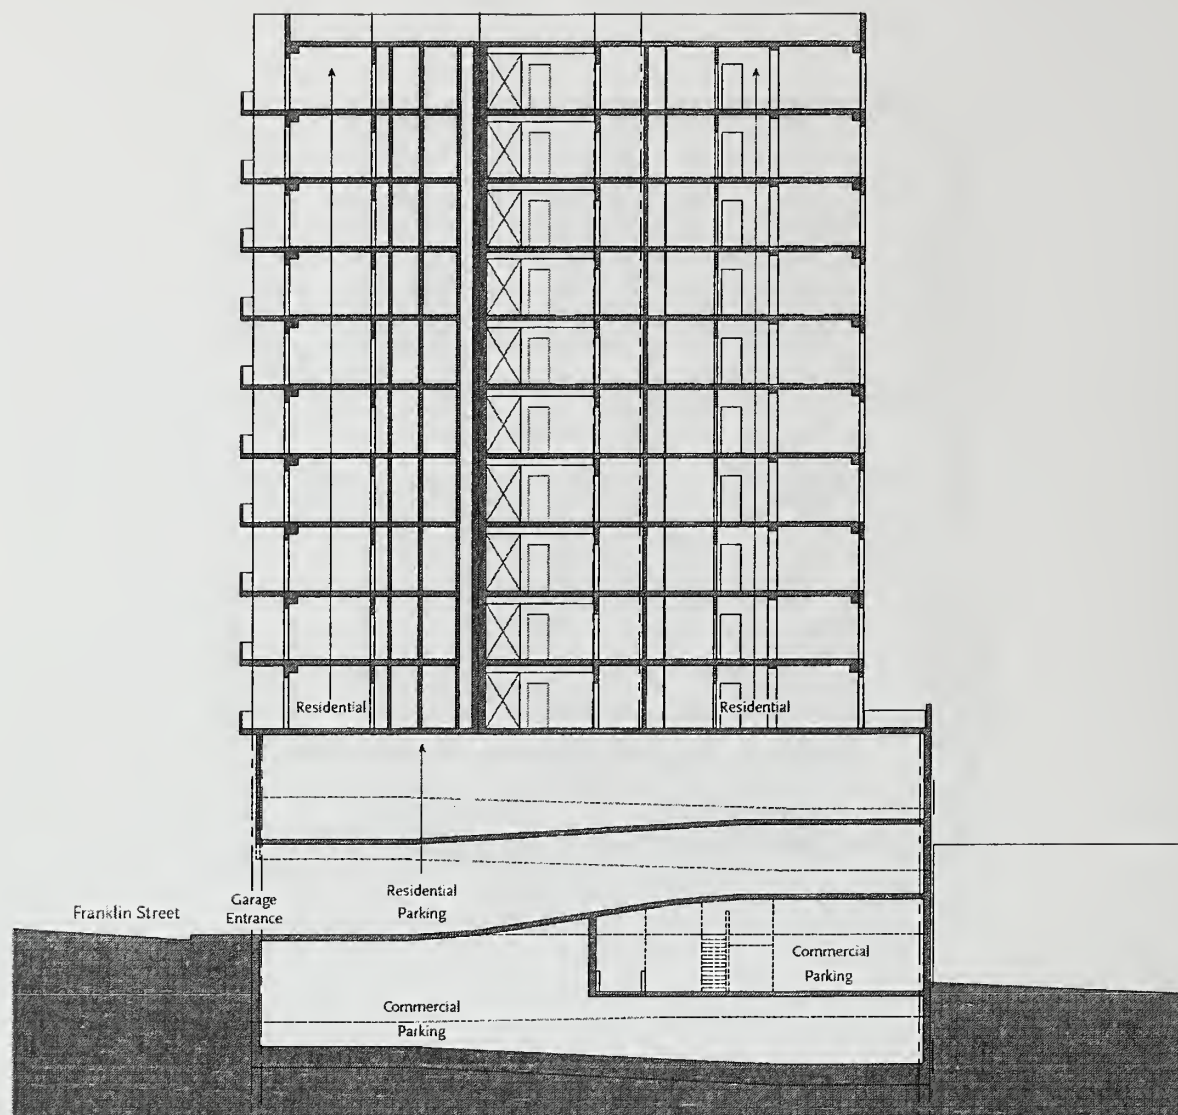 Residential
Residential
Residential
Parking
Garage
Entrance
Franklin Street
Commercial
Parking
Commercial
Parking